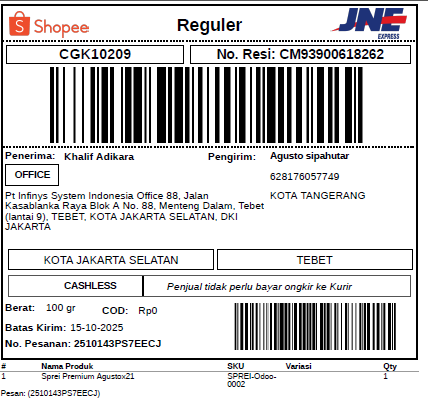 Shopee
Reguler
JNE
EXPRESS
CGK10209
No. Resi: CM93900618262
Penerima: Khalif Adikara
Pengirim: Agusto sipahutar
OFFICE
628176057749
Pt Infinys System Indonesia Office 88, Jalan
Kasablanka Raya Blok A No. 88, Menteng Dalam, Tebet
(lantai 9), TEBET, KOTA JAKARTA SELATAN, DKI
JAKARTA
KOTA TANGERANG
KOTA JAKARTA SELATAN
TEBET
CASHLESS
Penjual tidak perlu bayar ongkir ke Kurir
Berat: 100 gr
COD: Rp0
Batas Kirim: 15-10-2025
No. Pesanan: 2510143PS7EECJ
# Nama Produk SKU Variasi Qty
1 Sprei Premium Agustox21 SPREI-Odoo- 1
0002
Pesan: (2510143PS7EECJ)